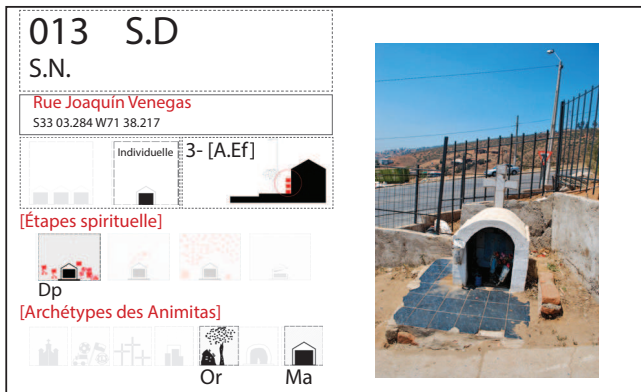 013 S.D
S.N.
Rue Joaquín Venegas
S33 03.284 W71 38.217
Individuelle
3- [A.Ef]
[Étapes spirituelle]
Dp
[Archétypes des Animitas]
Or Ma